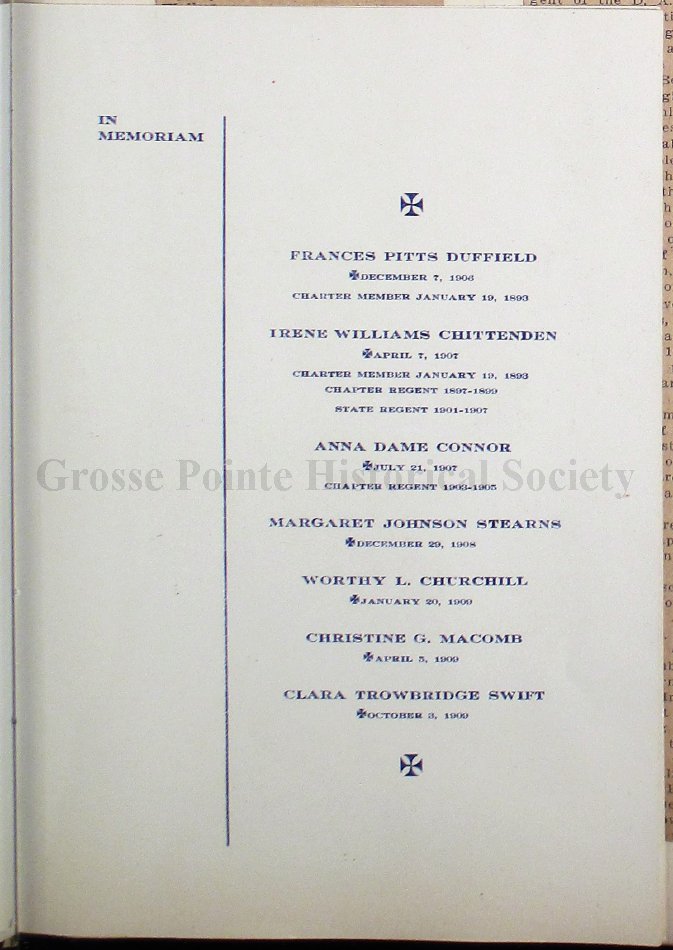 IN
MEMORIAM
FRANCES PITTS DUFFIELD
✠DECEMBER 7, 1906
CHARTER MEMBER JANUARY 19, 1893
IRENE WILLIAMS CHITTENDEN
✠APRIL 7, 1907
CHARTER MEMBER JANUARY 19, 1893
CHAPTER REGENT 1897-1899
STATE REGENT 1901-1907
ANNA DAME CONNOR
✠JULY 21, 1907
Grosse Pointe Historical Society
CHAPTER REGENT 1903-1905
MARGARET JOHNSON STEARNS
✠DECEMBER 29, 1908
WORTHY L. CHURCHILL
✠JANUARY 20, 1909
CHRISTINE G. MACOMB
✠APRIL 5, 1909
CLARA TROWBRIDGE SWIFT
✠OCTOBER 3, 1909